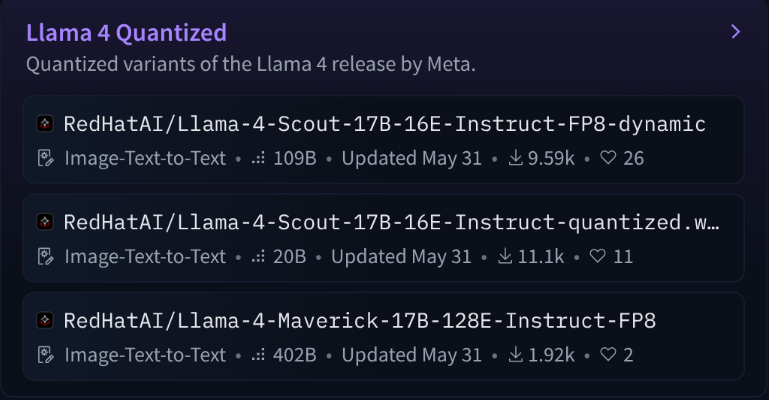 Llama 4 Quantized
Quantized variants of the Llama 4 release by Meta.
RedHatAI/Llama-4-Scout-17B-16E-Instruct-FP8-dynamic
Image-Text-to-Text • 109B • Updated May 31 • 9.59k • 26
RedHatAI/Llama-4-Scout-17B-16E-Instruct-quantized.w…
Image-Text-to-Text • 20B • Updated May 31 • 11.1k • 11
RedHatAI/Llama-4-Maverick-17B-128E-Instruct-FP8
Image-Text-to-Text • 402B • Updated May 31 • 1.92k • 2